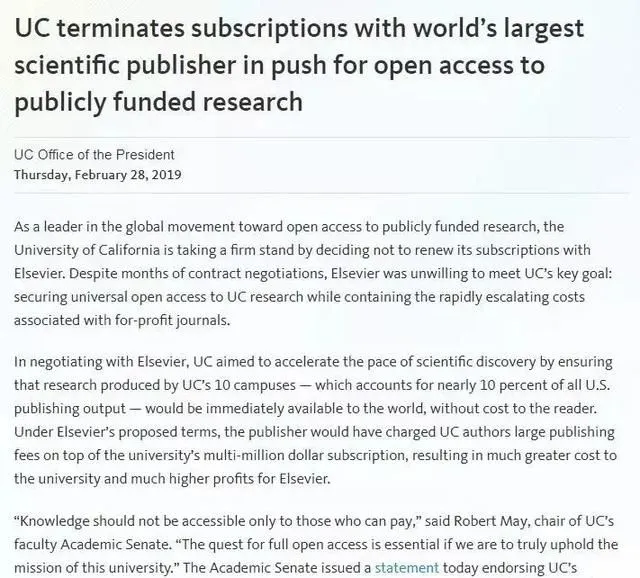 UC terminates subscriptions with world’s largest
scientific publisher in push for open access to
publicly funded research
UC Office of the President
Thursday, February 28, 2019
As a leader in the global movement toward open access to publicly funded research, the
University of California is taking a firm stand by deciding not to renew its subscriptions with
Elsevier. Despite months of contract negotiations, Elsevier was unwilling to meet UC’s key goal:
securing universal open access to UC research while containing the rapidly escalating costs
associated with for-profit journals.
In negotiating with Elsevier, UC aimed to accelerate the pace of scientific discovery by ensuring
that research produced by UC’s 10 campuses — which accounts for nearly 10 percent of all U.S.
publishing output — would be immediately available to the world, without cost to the reader.
Under Elsevier’s proposed terms, the publisher would have charged UC authors large publishing
fees on top of the university’s multi-million dollar subscription, resulting in much greater cost to
the university and much higher profits for Elsevier.
“Knowledge should not be accessible only to those who can pay,” said Robert May, chair of UC’s
faculty Academic Senate. “The quest for full open access is essential if we are to truly uphold the
mission of this university.” The Academic Senate issued a statement today endorsing UC’s